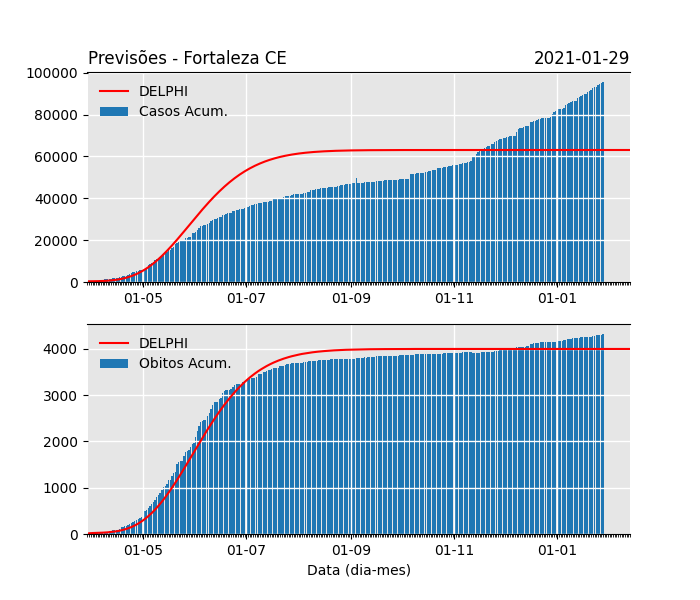 Previsões - Fortaleza CE 2021-01-29
100000
80000
60000
40000
20000
0
DELPHI
Casos Acum.
01-05 01-07 01-09 01-11 01-01
4000
3000
2000
1000
0
DELPHI
Obitos Acum.
01-05 01-07 01-09 01-11 01-01
Data (dia-mes)